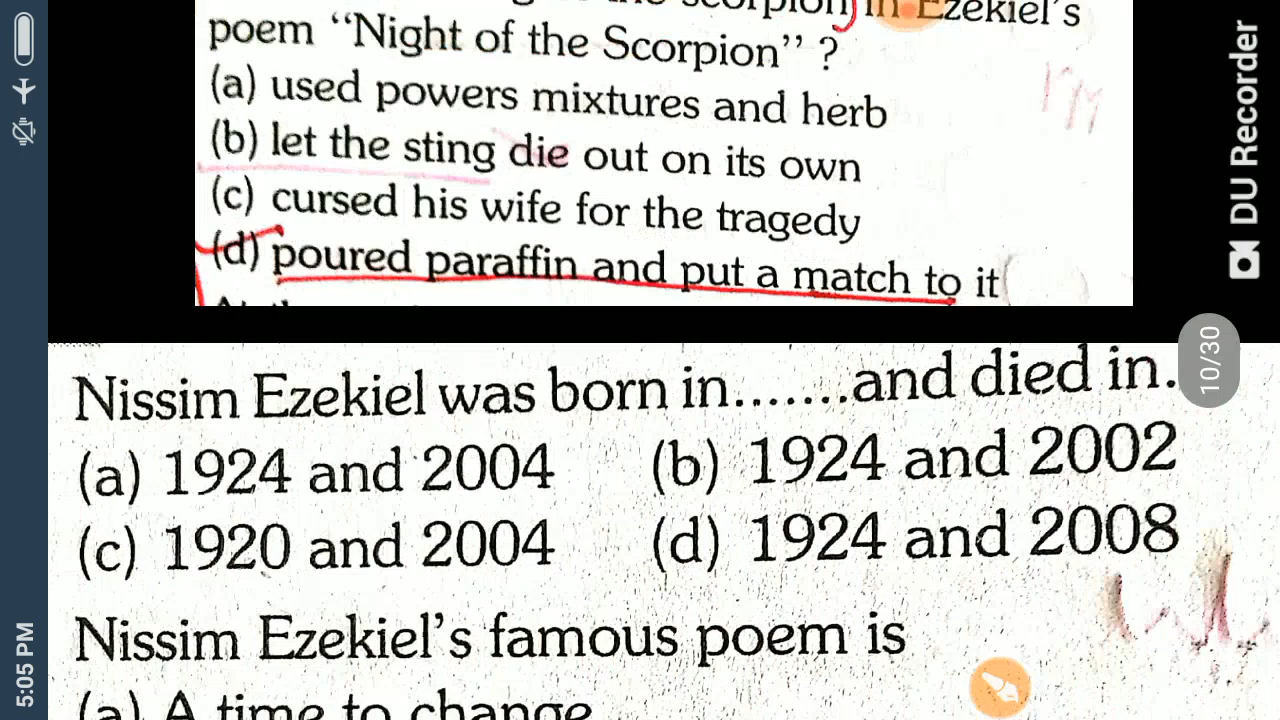 in Ezekiel's
poem “Night of the Scorpion” ?
(a) used powers mixtures and herb
(b) let the sting die out on its own
(c) cursed his wife for the tragedy
(d) poured paraffin and put a match to it
Nissim Ezekiel was born in.......and died in.
(a) 1924 and 2004 (b) 1924 and 2002
(c) 1920 and 2004 (d) 1924 and 2008
Nissim Ezekiel's famous poem is
(a) A time to change
DU Recorder
10/30
5:05 PM